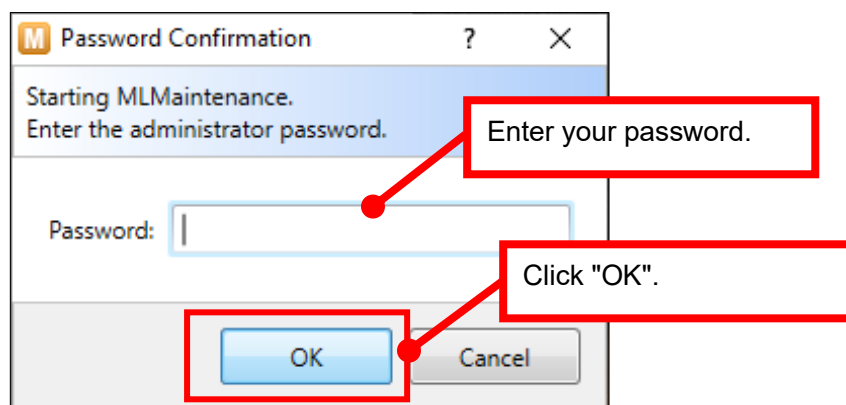 M Password Confirmation ? ×
Starting MLMaintenance.
Enter the administrator password.
Enter your password.
Password:
Click "OK".
OK Cancel